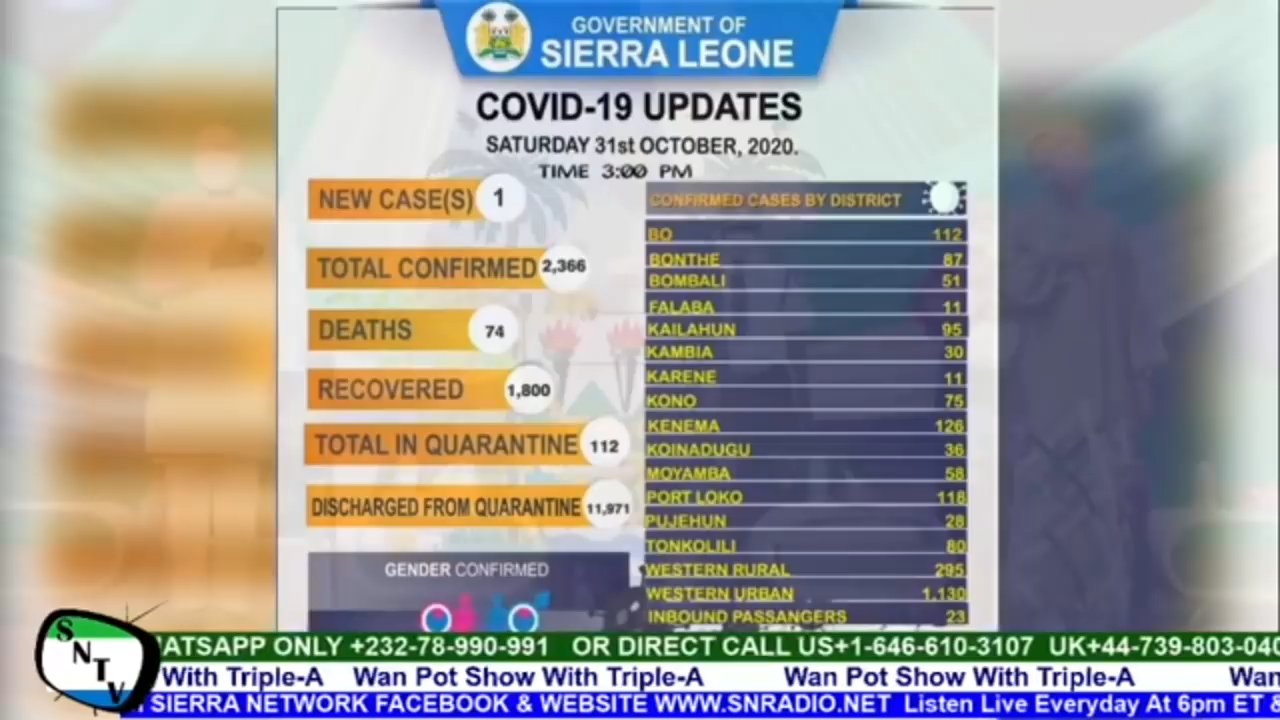 GOVERNMENT OF
SIERRA LEONE
COVID-19 UPDATES
SATURDAY 31st OCTOBER, 2020.
TIME 3:00 PM
NEW CASE(S) 1
TOTAL CONFIRMED 2,366
DEATHS 74
RECOVERED 1,800
TOTAL IN QUARANTINE 112
DISCHARGED FROM QUARANTINE 11,971
GENDER CONFIRMED
CONFIRMED CASES BY DISTRICT
BO 112
BONTHE 87
BOMBALI 51
FALABA 11
KAILAHUN 95
KAMBIA 30
KARENE 11
KONO 75
KENEMA 126
KOINADUGU 36
MOYAMBA 58
PORT LOKO 118
PUJEHUN 28
TONKOLILI 80
WESTERN RURAL 295
WESTERN URBAN 1,130
INBOUND PASSANGERS 23
SNTV
ATSAPP ONLY +232-78-990-991 OR DIRECT CALL US+1-646-610-3107 UK+44-739-803-040
With Triple-A Wan Pot Show With Triple-A Wan Pot Show With Triple-A Wan
SIERRA NETWORK FACEBOOK & WEBSITE WWW.SNRADIO.NET Listen Live Everyday At 6pm ET &